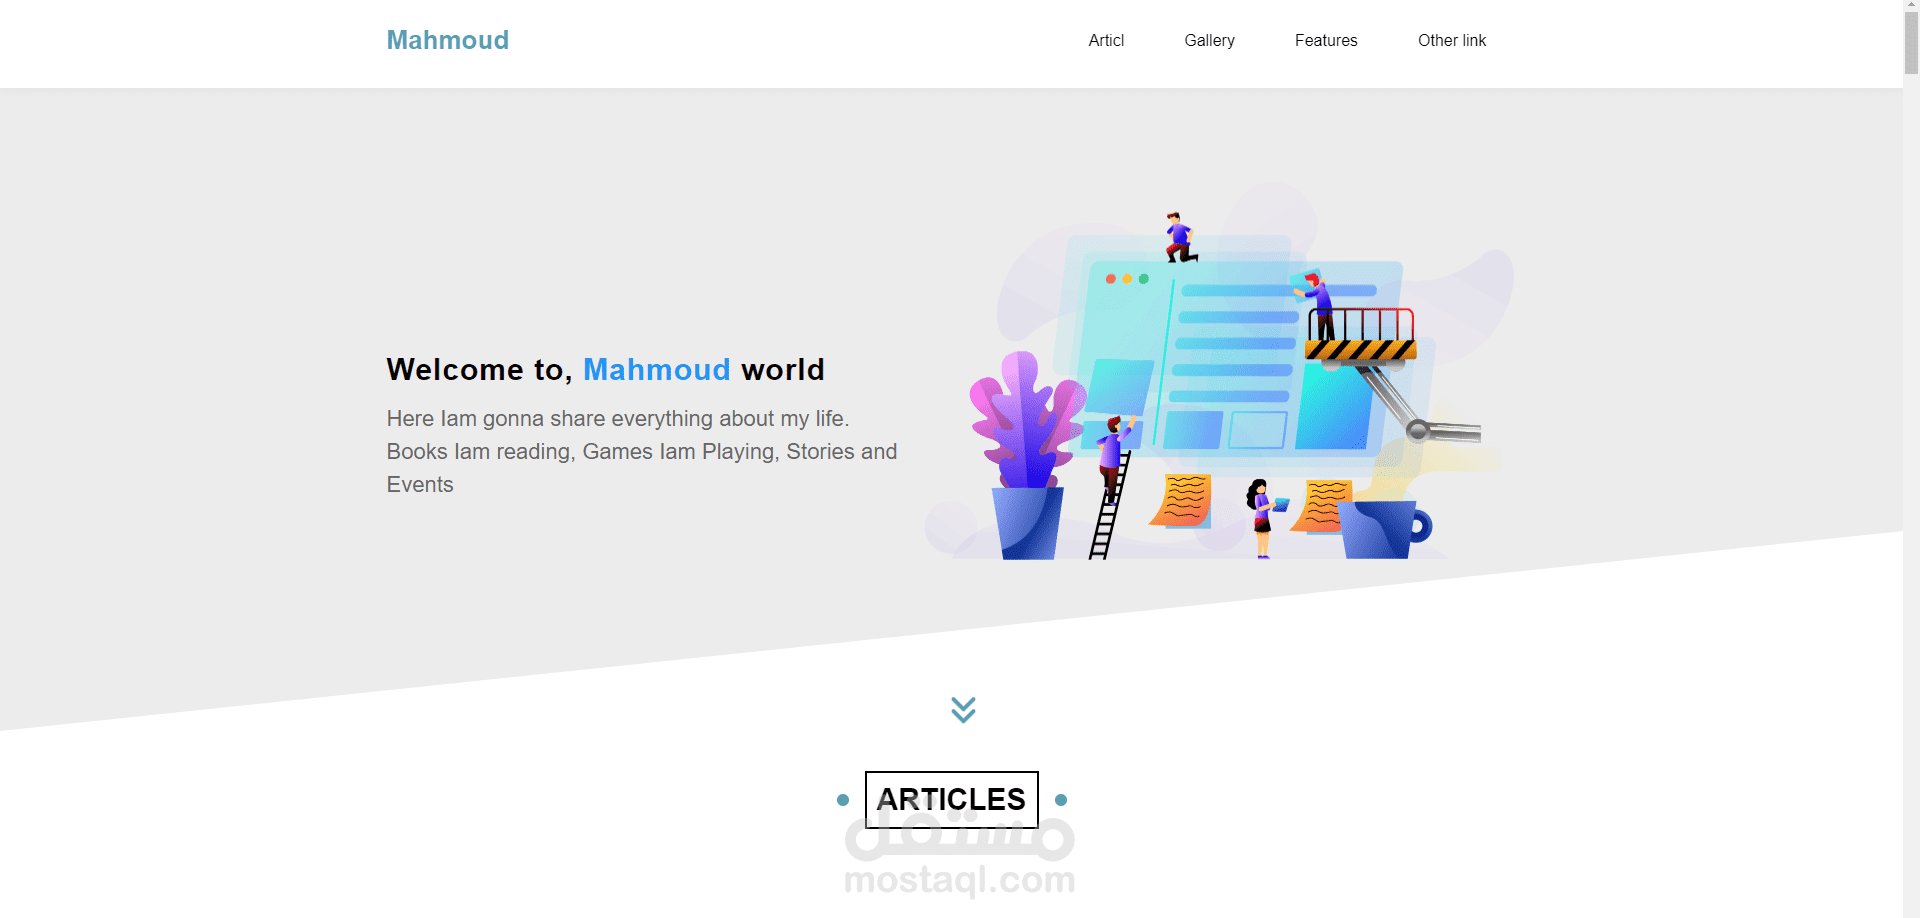 Mahmoud
Articl
Gallery
Features
Other link
Welcome to, Mahmoud world
Here Iam gonna share everything about my life.
Books Iam reading, Games Iam Playing, Stories and
Events
ARTICLES
مستقل
mostaql.com